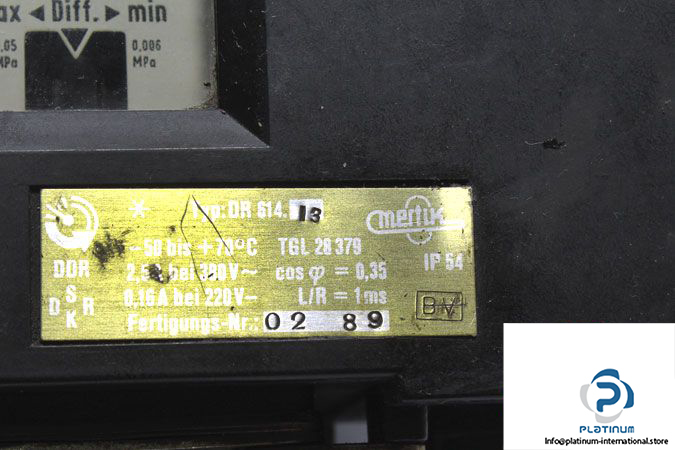 ax ◄ Diff. ► min
,05 0,006
MPa MPa
Typ: DR 614. 13
mertik
-50 bis +70°C TGL 28 379
DDR bei 380V~ cos φ = 0,35 IP 54
DSRK 0,16A bei 220V- L/R = 1ms
B-V
Fertigungs-Nr.: 02 89
PLATINUM
Info@platinum-international.store